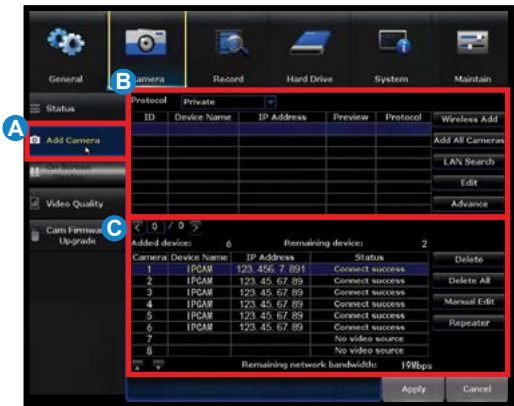 General Camera Record Hard Drive System Maintain
B
Protocol Private
Status
ID Device Name IP Address Preview Protocol Wireless Add
A
Add Camera
Add All Cameras
LAN Search
Edit
Video Quality
Advance
C
Cam Firmware Upgrade
0 / 0
Added device: 6 Remaining device: 2
Camera Device Name IP Address Status Delete
1 IPCAM 123. 456. 7. 891 Connect success
2 IPCAM 123. 45. 67. 89 Connect success Delete All
3 IPCAM 123. 45. 67. 89 Connect success
4 IPCAM 123. 45. 67. 89 Connect success Manual Edit
5 IPCAM 123. 45. 67. 89 Connect success
6 IPCAM 123. 45. 67. 89 Connect success Repeater
7 No video source
8 No video source
Remaining network bandwidth: 19Mbps
Apply Cancel